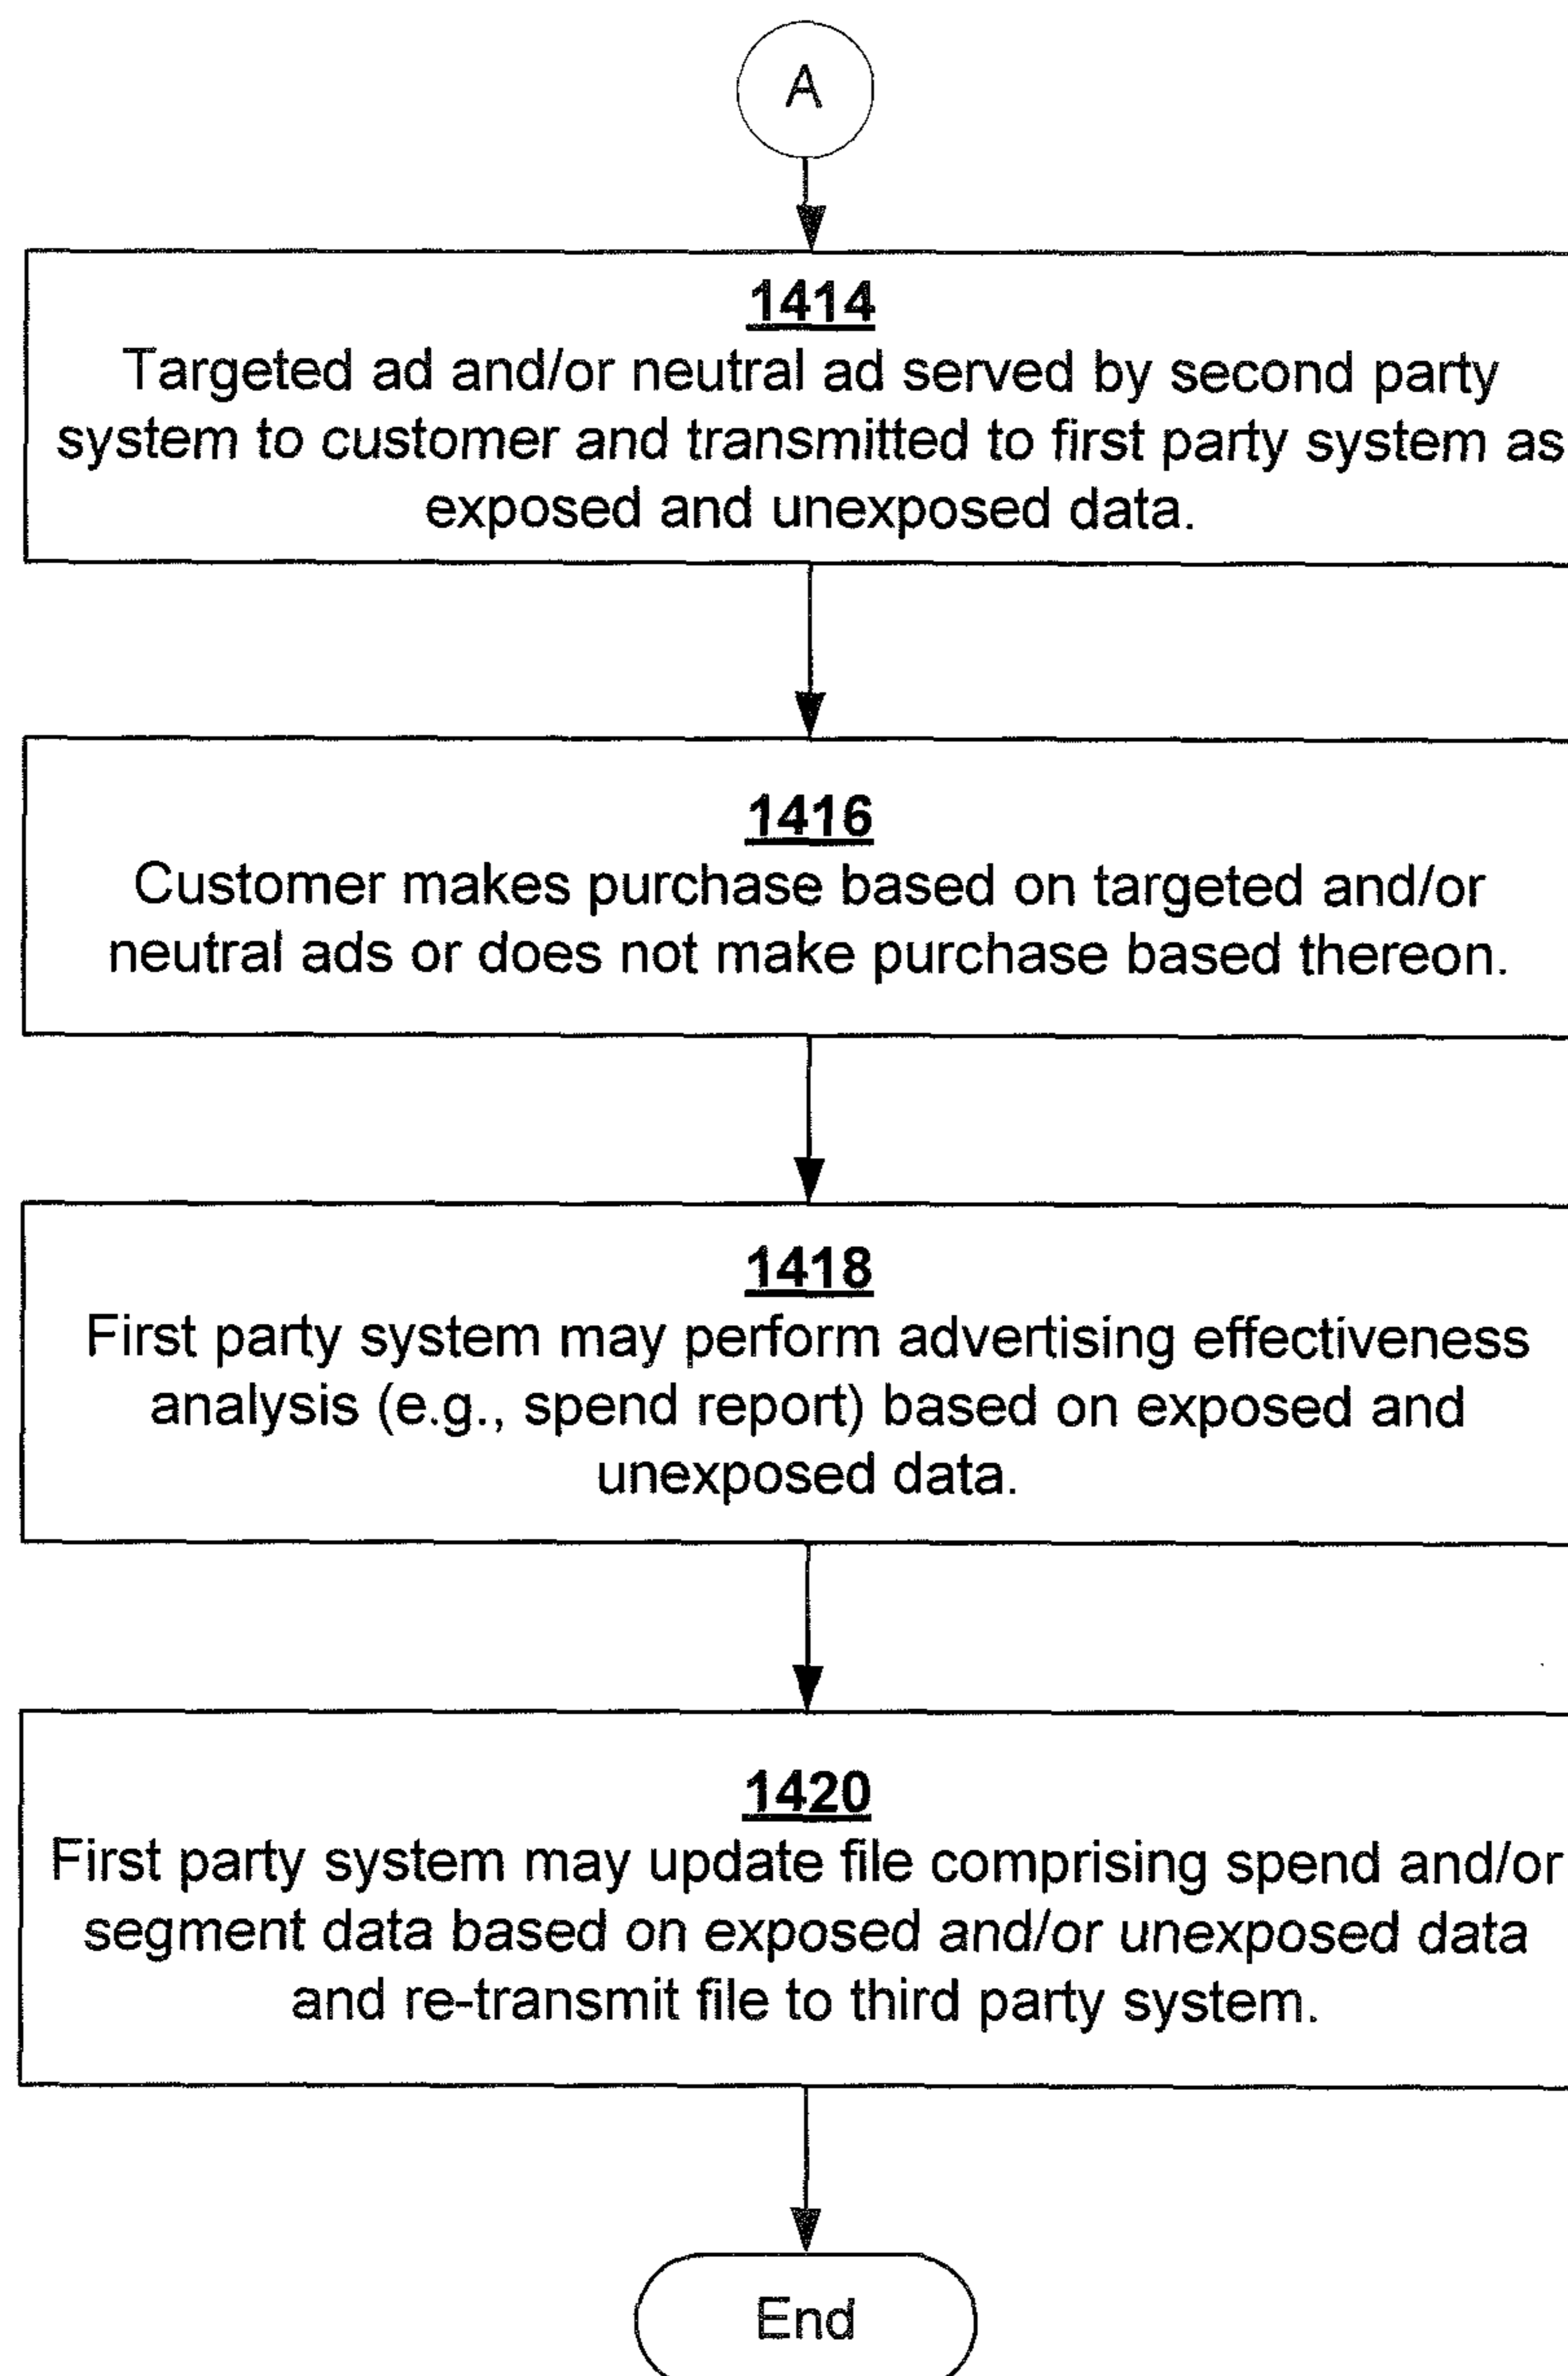 A
1414
Targeted ad and/or neutral ad served by second party
system to customer and transmitted to first party system as
exposed and unexposed data.
1416
Customer makes purchase based on targeted and/or
neutral ads or does not make purchase based thereon.
1418
First party system may perform advertising effectiveness
analysis (e.g., spend report) based on exposed and
unexposed data.
1420
First party system may update file comprising spend and/or
segment data based on exposed and/or unexposed data
and re-transmit file to third party system.
End